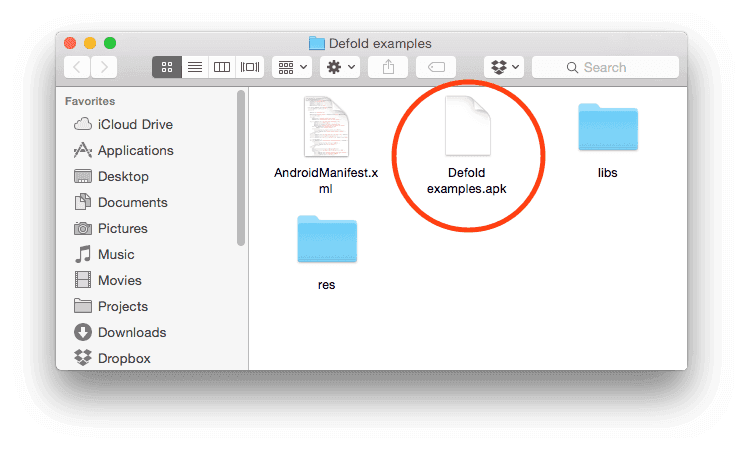 Defold examples
Search
Favorites
iCloud Drive
Applications
Desktop
Documents
Pictures
Music
Movies
Projects
Downloads
Dropbox
AndroidManifest.x
ml
Defold
examples.apk
libs
res